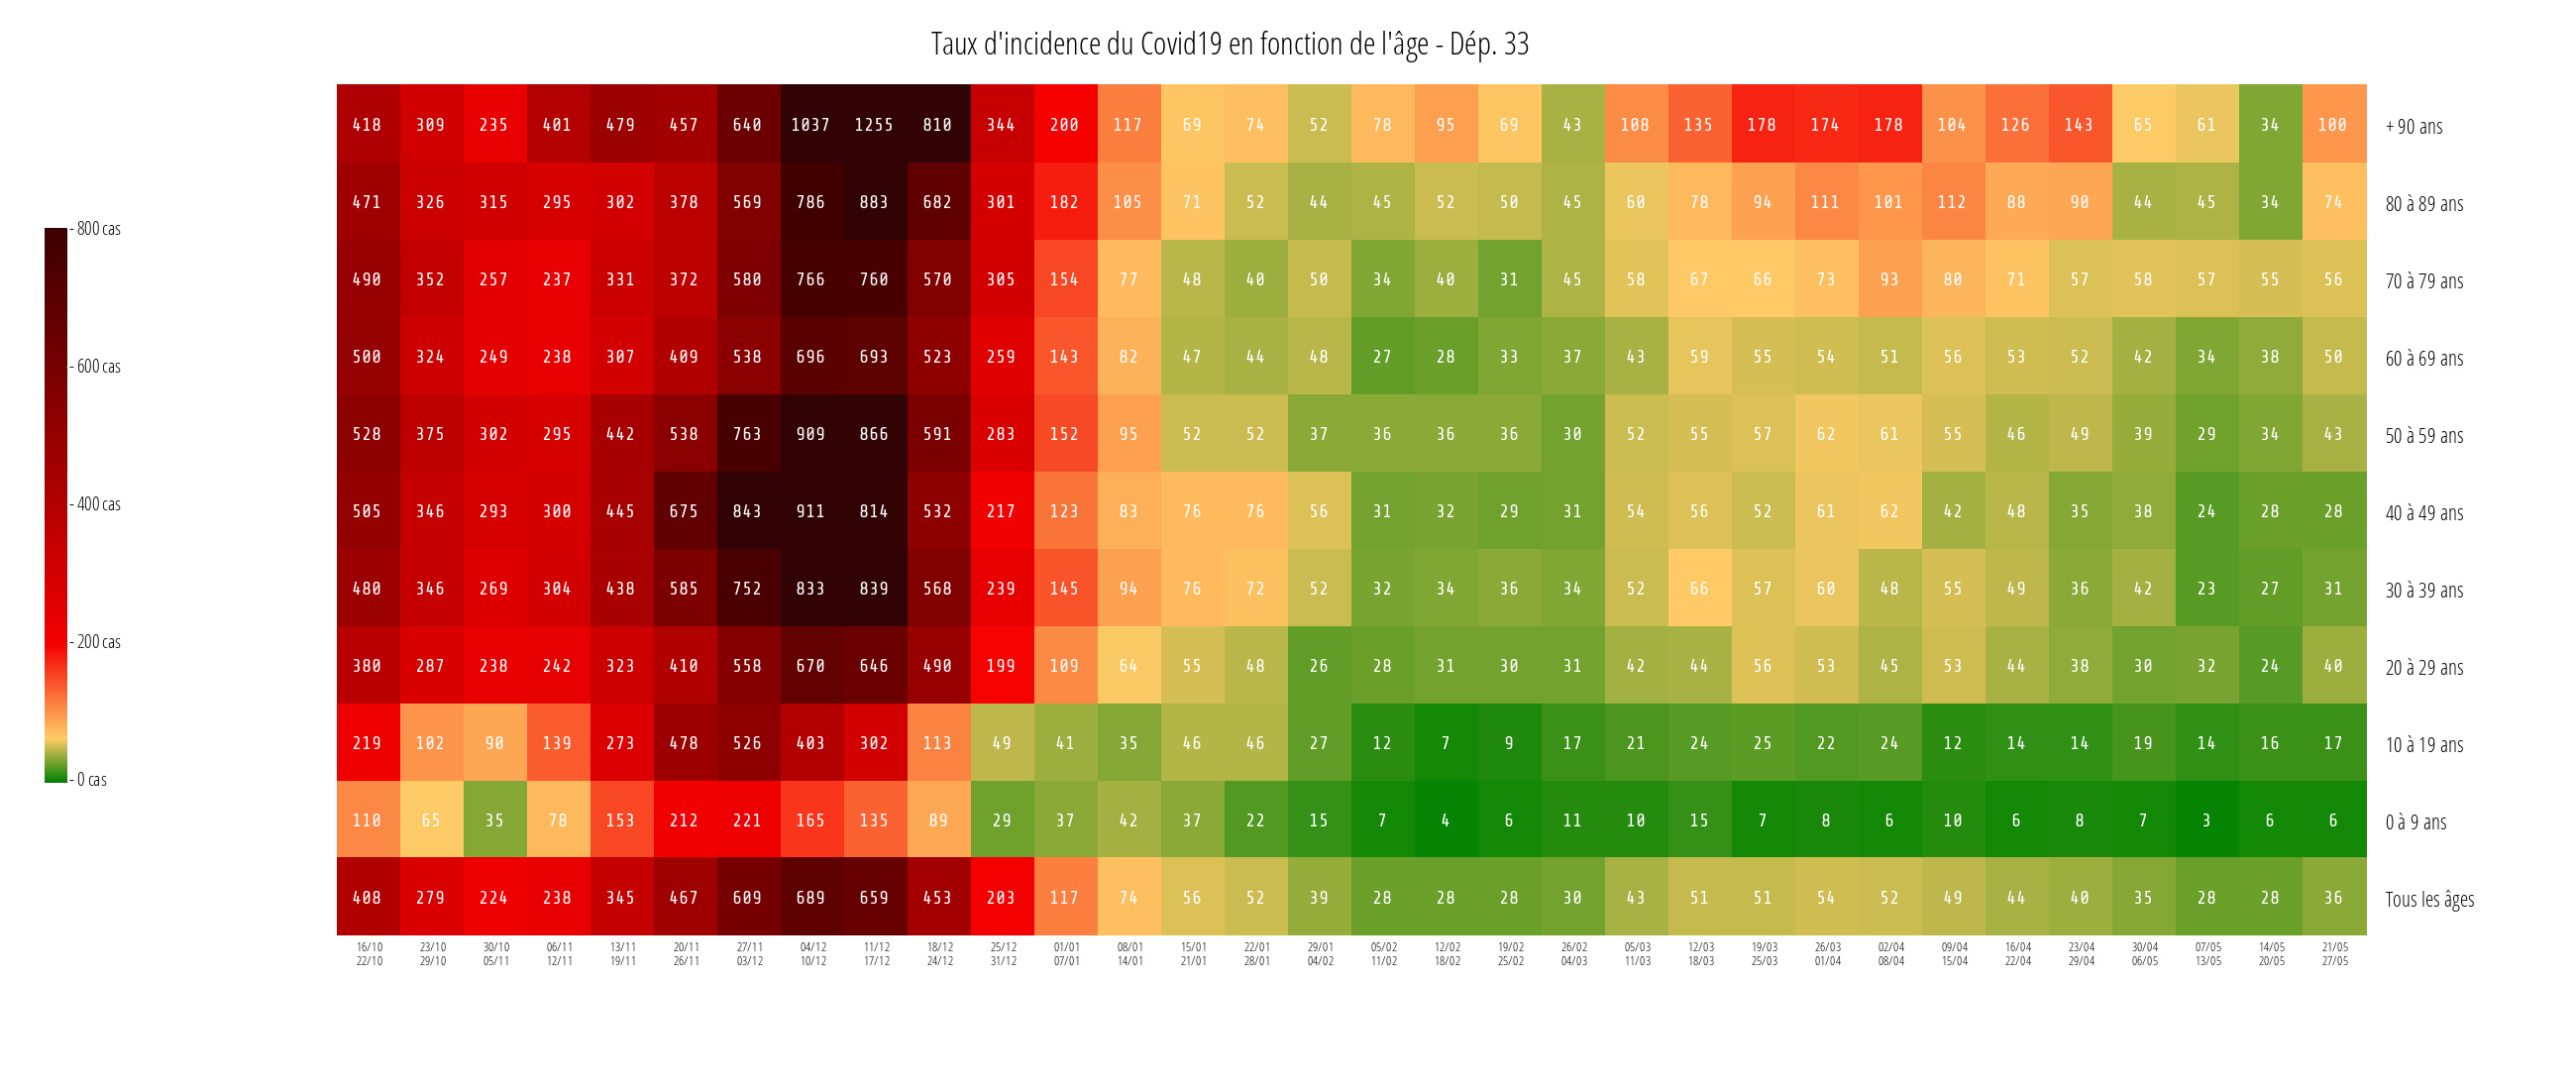 Taux d'incidence du Covid19 en fonction de l'âge - Dép. 33
- 800 cas
- 600 cas
- 400 cas
- 200 cas
- 0 cas
418 309 235 401 479 457 640 1037 1255 810 344 200 117 69 74 52 78 95 69 43 108 135 178 174 178 104 126 143 65 61 34 100 + 90 ans
471 326 315 295 302 378 569 786 883 682 301 182 105 71 52 44 45 52 50 45 60 78 94 111 101 112 88 90 44 45 34 74 80 à 89 ans
490 352 257 237 331 372 580 766 760 570 305 154 77 48 40 50 34 40 31 45 58 67 66 73 93 80 71 57 58 57 55 56 70 à 79 ans
500 324 249 238 307 409 538 696 693 523 259 143 82 47 44 48 27 28 33 37 43 59 55 54 51 56 53 52 42 34 38 50 60 à 69 ans
528 375 302 295 442 538 763 909 866 591 283 152 95 52 52 37 36 36 36 30 52 55 57 62 61 55 46 49 39 29 34 43 50 à 59 ans
505 346 293 300 445 675 843 911 814 532 217 123 83 76 76 56 31 32 29 31 54 56 52 61 62 42 48 35 38 24 28 28 40 à 49 ans
480 346 269 304 438 585 752 833 839 568 239 145 94 76 72 52 32 34 36 34 52 66 57 60 48 55 49 36 42 23 27 31 30 à 39 ans
380 287 238 242 323 410 558 670 646 490 199 109 64 55 48 26 28 31 30 31 42 44 56 53 45 53 44 38 30 32 24 40 20 à 29 ans
219 102 90 139 273 478 526 403 302 113 49 41 35 46 46 27 12 7 9 17 21 24 25 22 24 12 14 14 19 14 16 17 10 à 19 ans
110 65 35 78 153 212 221 165 135 89 29 37 42 37 22 15 7 4 6 11 10 15 7 8 6 10 6 8 7 3 6 6 0 à 9 ans
408 279 224 238 345 467 609 689 659 453 203 117 74 56 52 39 28 28 28 30 43 51 51 54 52 49 44 40 35 28 28 36 Tous les âges
16/10 23/10 30/10 06/11 13/11 20/11 27/11 04/12 11/12 18/12 25/12 01/01 08/01 15/01 22/01 29/01 05/02 12/02 19/02 26/02 05/03 12/03 19/03 26/03 02/04 09/04 16/04 23/04 30/04 07/05 14/05 21/05
22/10 29/10 05/11 12/11 19/11 26/11 03/12 10/12 17/12 24/12 31/12 07/01 14/01 21/01 28/01 04/02 11/02 18/02 25/02 04/03 11/03 18/03 25/03 01/04 08/04 15/04 22/04 29/04 06/05 13/05 20/05 27/05